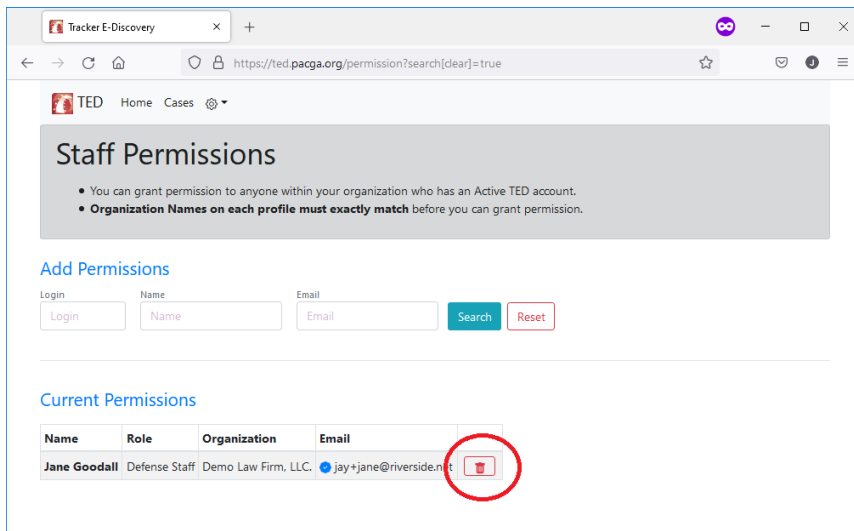 Tracker E-Discovery
https://ted.pacga.org/permission?search[clear]=true
J
TED Home Cases
Staff Permissions
You can grant permission to anyone within your organization who has an Active TED account.
Organization Names on each profile must exactly match before you can grant permission.
Add Permissions
Login Name Email
Login Name Email Search Reset
Current Permissions
Name Role Organization Email
Jane Goodall Defense Staff Demo Law Firm, LLC. jay+jane@riverside.net